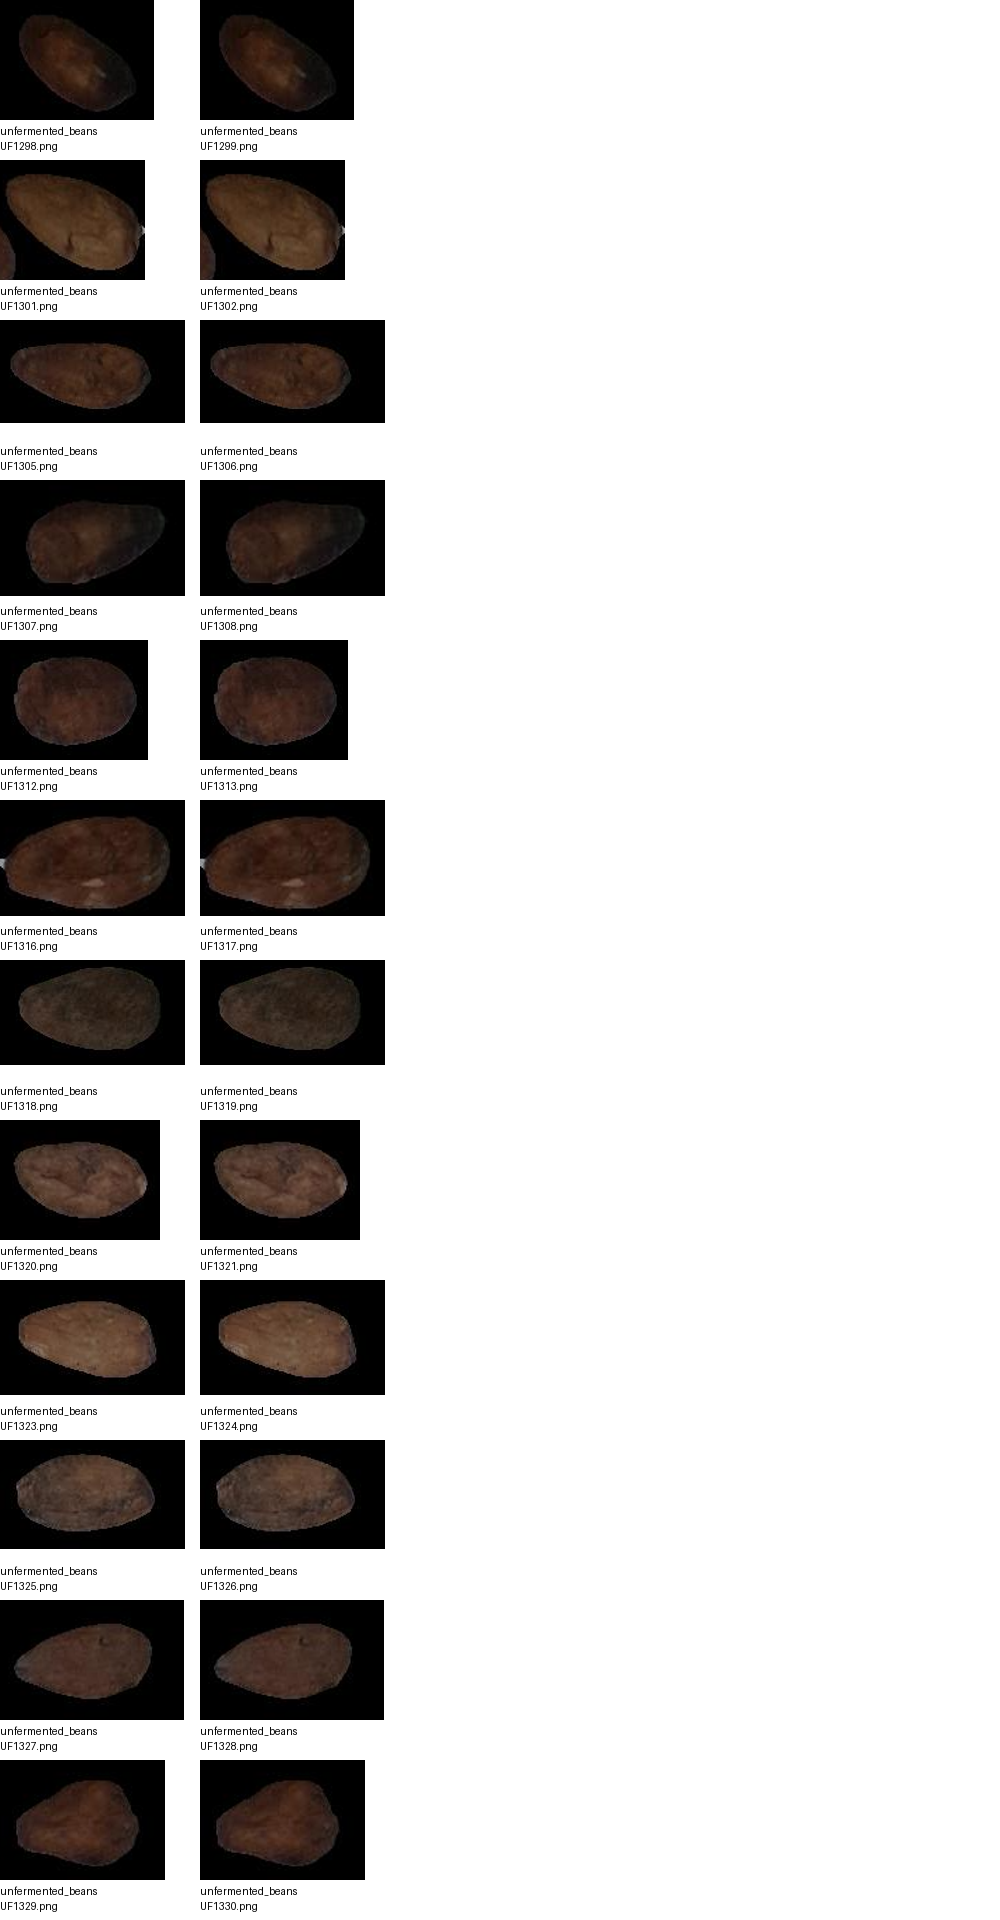 unfermented_beans unfermented_beans
UF1298.png UF1299.png
unfermented_beans unfermented_beans
UF1301.png UF1302.png
unfermented_beans unfermented_beans
UF1305.png UF1306.png
unfermented_beans unfermented_beans
UF1307.png UF1308.png
unfermented_beans unfermented_beans
UF1312.png UF1313.png
unfermented_beans unfermented_beans
UF1316.png UF1317.png
unfermented_beans unfermented_beans
UF1318.png UF1319.png
unfermented_beans unfermented_beans
UF1320.png UF1321.png
unfermented_beans unfermented_beans
UF1323.png UF1324.png
unfermented_beans unfermented_beans
UF1325.png UF1326.png
unfermented_beans unfermented_beans
UF1327.png UF1328.png
unfermented_beans unfermented_beans
UF1329.png UF1330.png